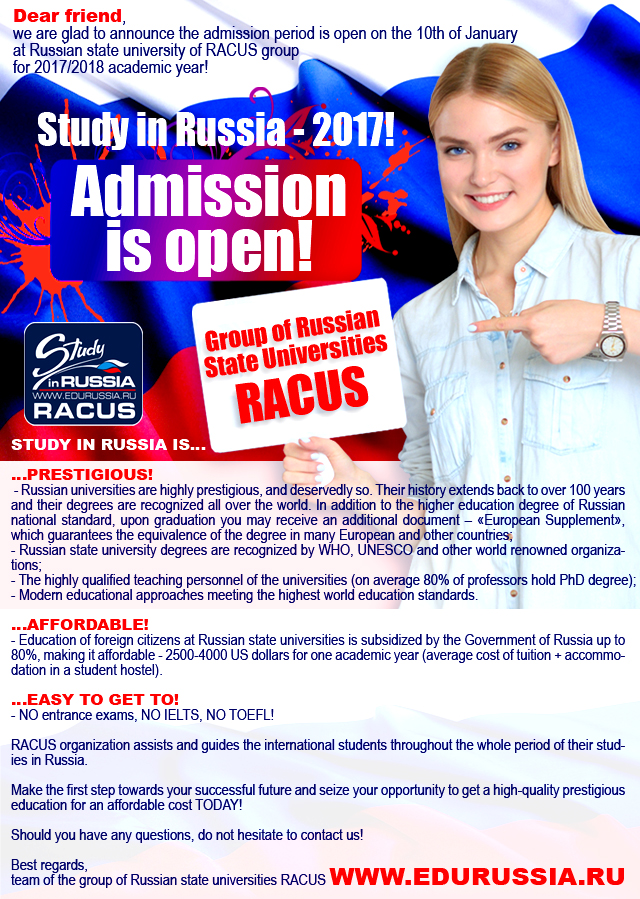 Dear friend,
we are glad to announce the admission period is open on the 10th of January
at Russian state university of RACUS group
for 2017/2018 academic year!
Study in Russia - 2017!
Admission
is open!
Group of Russian
State Universities
RACUS
Study
in RUSSIA
WWW.EDURUSSIA.RU
RACUS
STUDY IN RUSSIA IS...
...PRESTIGIOUS!
- Russian universities are highly prestigious, and deservedly so. Their history extends back to over 100 years
and their degrees are recognized all over the world. In addition to the higher education degree of Russian
national standard, upon graduation you may receive an additional document – «European Supplement»,
which guarantees the equivalence of the degree in many European and other countries;
- Russian state university degrees are recognized by WHO, UNESCO and other world renowned organiza-
tions;
- The highly qualified teaching personnel of the universities (on average 80% of professors hold PhD degree);
- Modern educational approaches meeting the highest world education standards.
...AFFORDABLE!
- Education of foreign citizens at Russian state universities is subsidized by the Government of Russia up to
80%, making it affordable - 2500-4000 US dollars for one academic year (average cost of tuition + accommo-
dation in a student hostel).
...EASY TO GET TO!
- NO entrance exams, NO IELTS, NO TOEFL!
RACUS organization assists and guides the international students throughout the whole period of their stud-
ies in Russia.
Make the first step towards your successful future and seize your opportunity to get a high-quality prestigious
education for an affordable cost TODAY!
Should you have any questions, do not hesitate to contact us!
Best regards,
team of the group of Russian state universities RACUS WWW.EDURUSSIA.RU